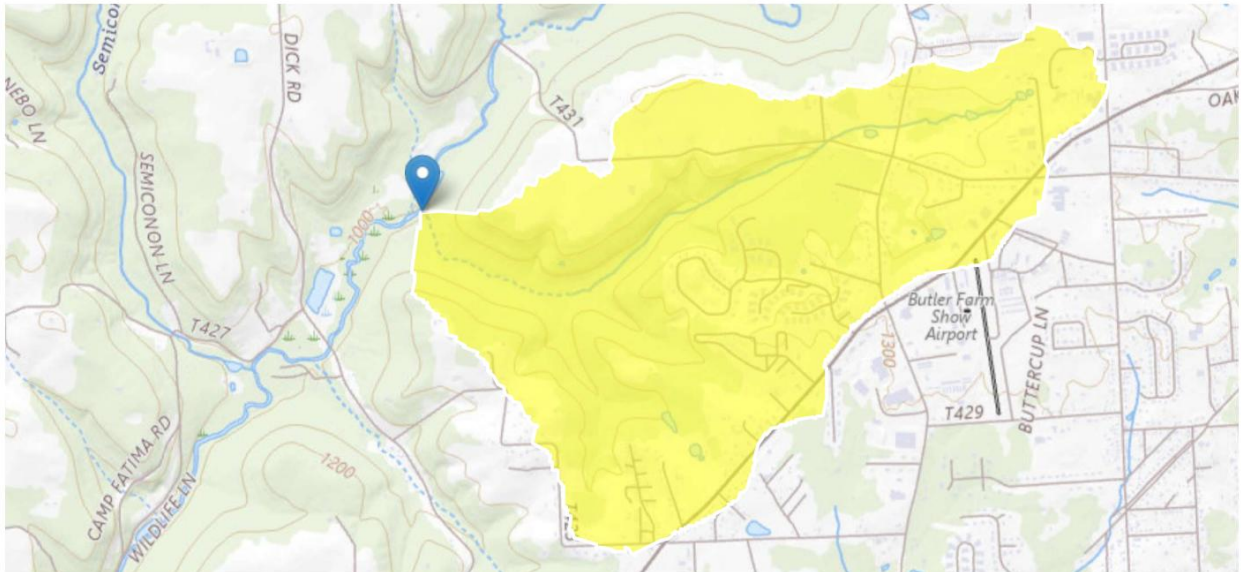 Semicon
DICK RD
NEBO LN
T431
OAK
SEMICONON LN
1000
T427
Butler Farm
Show
Airport
BUTTERCUP LN
1300
T429
CAMP FATIMA RD
1200
WILDLIFE LN